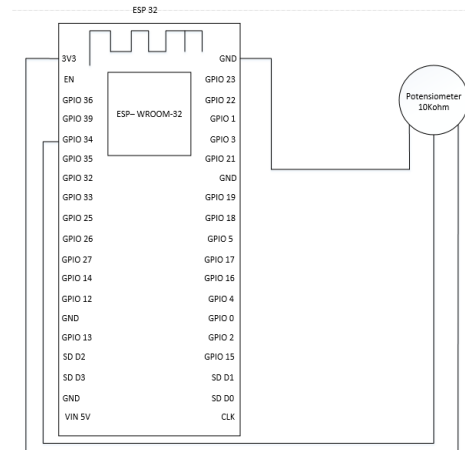 ESP 32
3V3
EN
GPIO 36
GPIO 39
GPIO 34
GPIO 35
GPIO 32
GPIO 33
GPIO 25
GPIO 26
GPIO 27
GPIO 14
GPIO 12
GND
GPIO 13
SD D2
SD D3
GND
VIN 5V
ESP– WROOM-32
GND
GPIO 23
GPIO 22
GPIO 1
GPIO 3
GPIO 21
GND
GPIO 19
GPIO 18
GPIO 5
GPIO 17
GPIO 16
GPIO 4
GPIO 0
GPIO 2
GPIO 15
SD D1
SD D0
CLK
Potensiometer
10Kohm